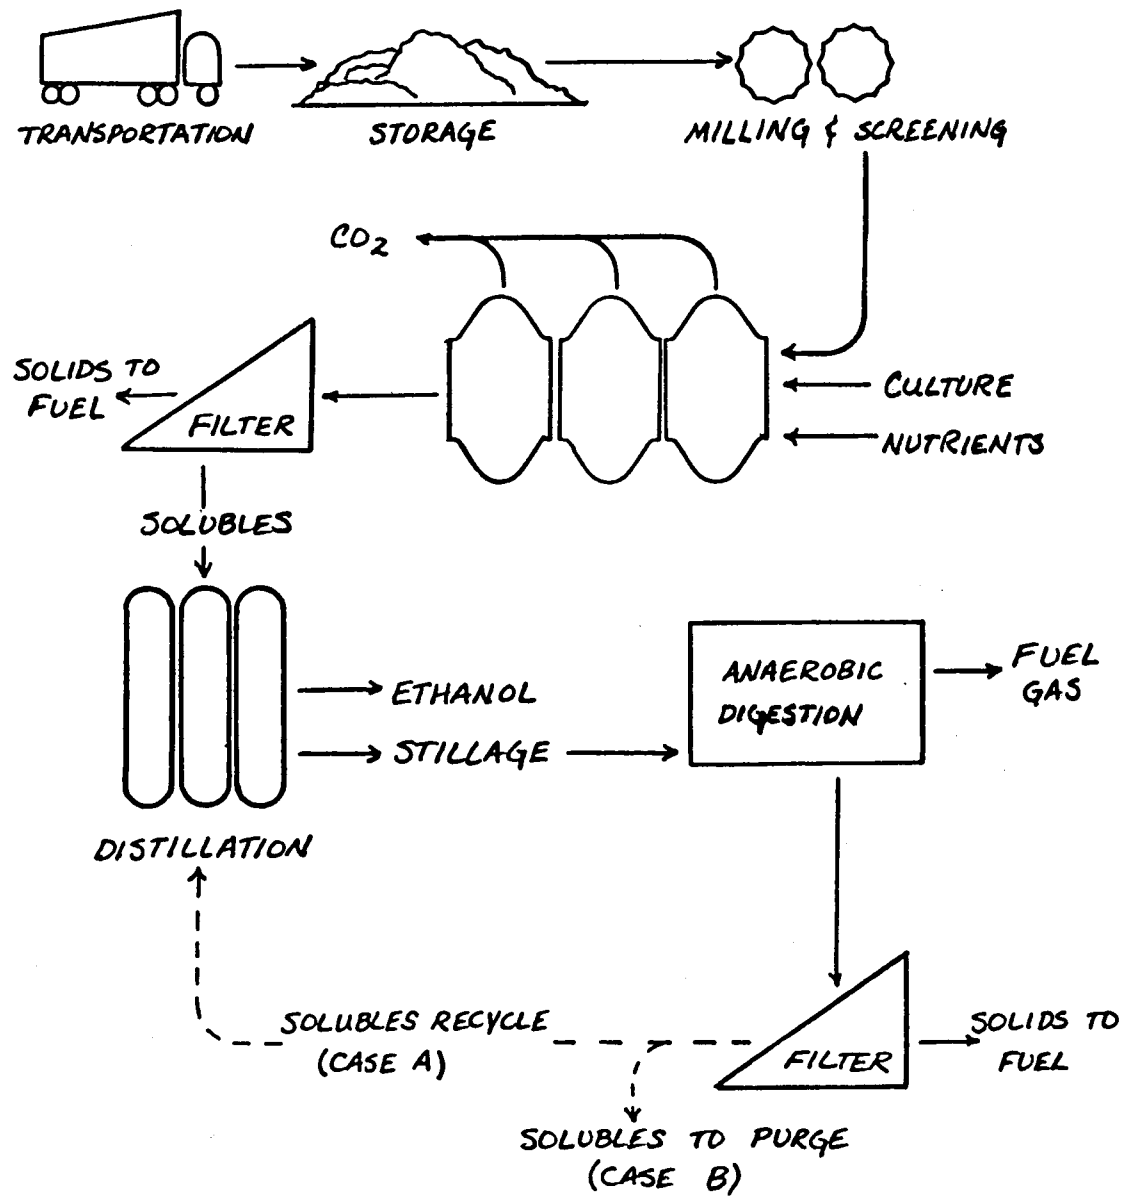 TRANSPORTATION
STORAGE
MILLING & SCREENING
CO2
SOLIDS TO
FUEL
FILTER
CULTURE
NUTRIENTS
SOLUBLES
ETHANOL
STILLAGE
ANAEROBIC
DIGESTION
FUEL
GAS
DISTILLATION
SOLUBLES RECYCLE
(CASE A)
FILTER
SOLIDS TO
FUEL
SOLUBLES TO PURGE
(CASE B)